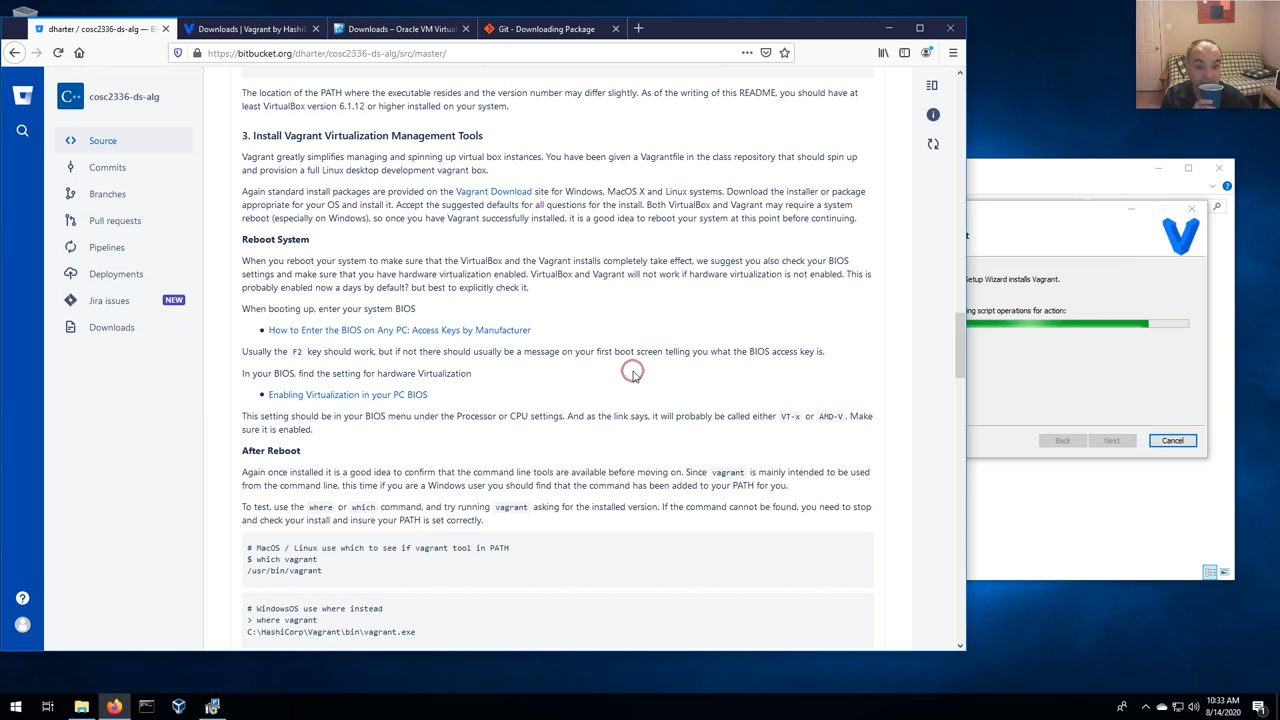 dharter / cosc2336-ds-alg — Bi
Downloads | Vagrant by HashiC
Downloads – Oracle VM Virtual
Git - Downloading Package
https://bitbucket.org/dharter/cosc2336-ds-alg/src/master/
C++
cosc2336-ds-alg
Source
Commits
Branches
Pull requests
Pipelines
Deployments
Jira issues
NEW
Downloads
The location of the PATH where the executable resides and the version number may differ slightly. As of the writing of this README, you should have at
least VirtualBox version 6.1.12 or higher installed on your system.
3. Install Vagrant Virtualization Management Tools
Vagrant greatly simplifies managing and spinning up virtual box instances. You have been given a Vagrantfile in the class repository that should spin up
and provision a full Linux desktop development vagrant box.
Again standard install packages are provided on the Vagrant Download site for Windows, MacOS X and Linux systems. Download the installer or package
appropriate for your OS and install it. Accept the suggested defaults for all questions for the install. Both VirtualBox and Vagrant may require a system
reboot (especially on Windows), so once you have Vagrant successfully installed, it is a good idea to reboot your system at this point before continuing.
Reboot System
When you reboot your system to make sure that the VirtualBox and the Vagrant installs completely take effect, we suggest you also check your BIOS
settings and make sure that you have hardware virtualization enabled. VirtualBox and Vagrant will not work if hardware virtualization is not enabled. This is
probably enabled now a days by default? but best to explicitly check it.
When booting up, enter your system BIOS
• How to Enter the BIOS on Any PC: Access Keys by Manufacturer
Usually the F2 key should work, but if not there should usually be a message on your first boot screen telling you what the BIOS access key is.
In your BIOS, find the setting for hardware Virtualization
• Enabling Virtualization in your PC BIOS
This setting should be in your BIOS menu under the Processor or CPU settings. And as the link says, it will probably be called either VT-x or AMD-V. Make
sure it is enabled.
After Reboot
Again once installed it is a good idea to confirm that the command line tools are available before moving on. Since vagrant is mainly intended to be used
from the command line, this time if you are a Windows user you should find that the command has been added to your PATH for you.
To test, use the where or which command, and try running vagrant asking for the installed version. If the command cannot be found, you need to stop
and check your install and insure your PATH is set correctly.
# MacOS / Linux use which to see if vagrant tool in PATH
$ which vagrant
/usr/bin/vagrant
# WindowsOS use where instead
> where vagrant
C:\HashiCorp\Vagrant\bin\vagrant.exe
t
Setup Wizard installs Vagrant.
ng script operations for action:
Back
Next
Cancel
10:33 AM
8/14/2020